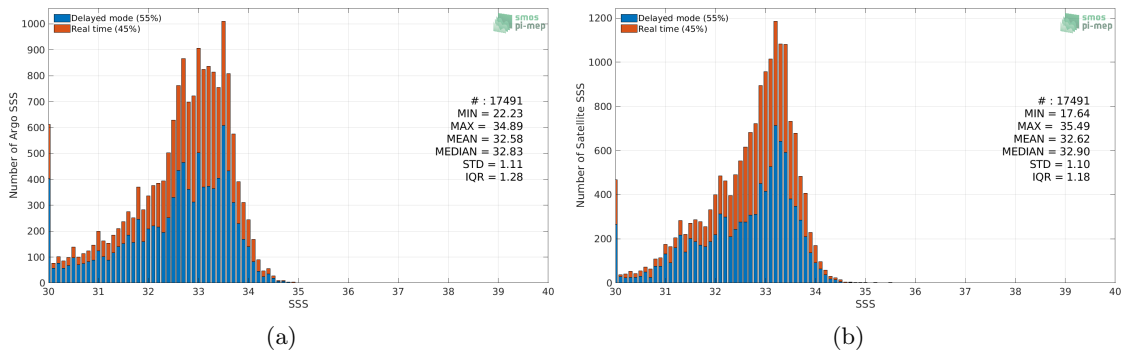 Delayed mode (55%)
Real time (45%)
smos
pi-mep
Number of Argo SSS
1000
900
800
700
600
500
400
300
200
100
0
# : 17491
MIN = 22.23
MAX = 34.89
MEAN = 32.58
MEDIAN = 32.83
STD = 1.11
IQR = 1.28
30 31 32 33 34 35 36 37 38 39 40
SSS
(a)
Delayed mode (55%)
Real time (45%)
smos
pi-mep
Number of Satellite SSS
1200
1000
800
600
400
200
0
# : 17491
MIN = 17.64
MAX = 35.49
MEAN = 32.62
MEDIAN = 32.90
STD = 1.10
IQR = 1.18
30 31 32 33 34 35 36 37 38 39 40
SSS
(b)